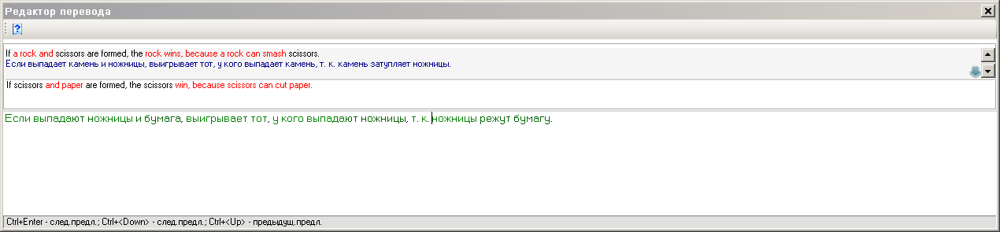 Редактор перевода
If a rock and scissors are formed, the rock wins, because a rock can smash scissors.
Если выпадает камень и ножницы, выигрывает тот, у кого выпадает камень, т. к. камень затупляет ножницы.
If scissors and paper are formed, the scissors win, because scissors can cut paper.
Если выпадают ножницы и бумага, выигрывает тот, у кого выпадают ножницы, т. к. ножницы режут бумагу.
Ctrl+Enter - след.предл.; Ctrl+<Down> - след.предл.; Ctrl+<Up> - предыдущ.предл.